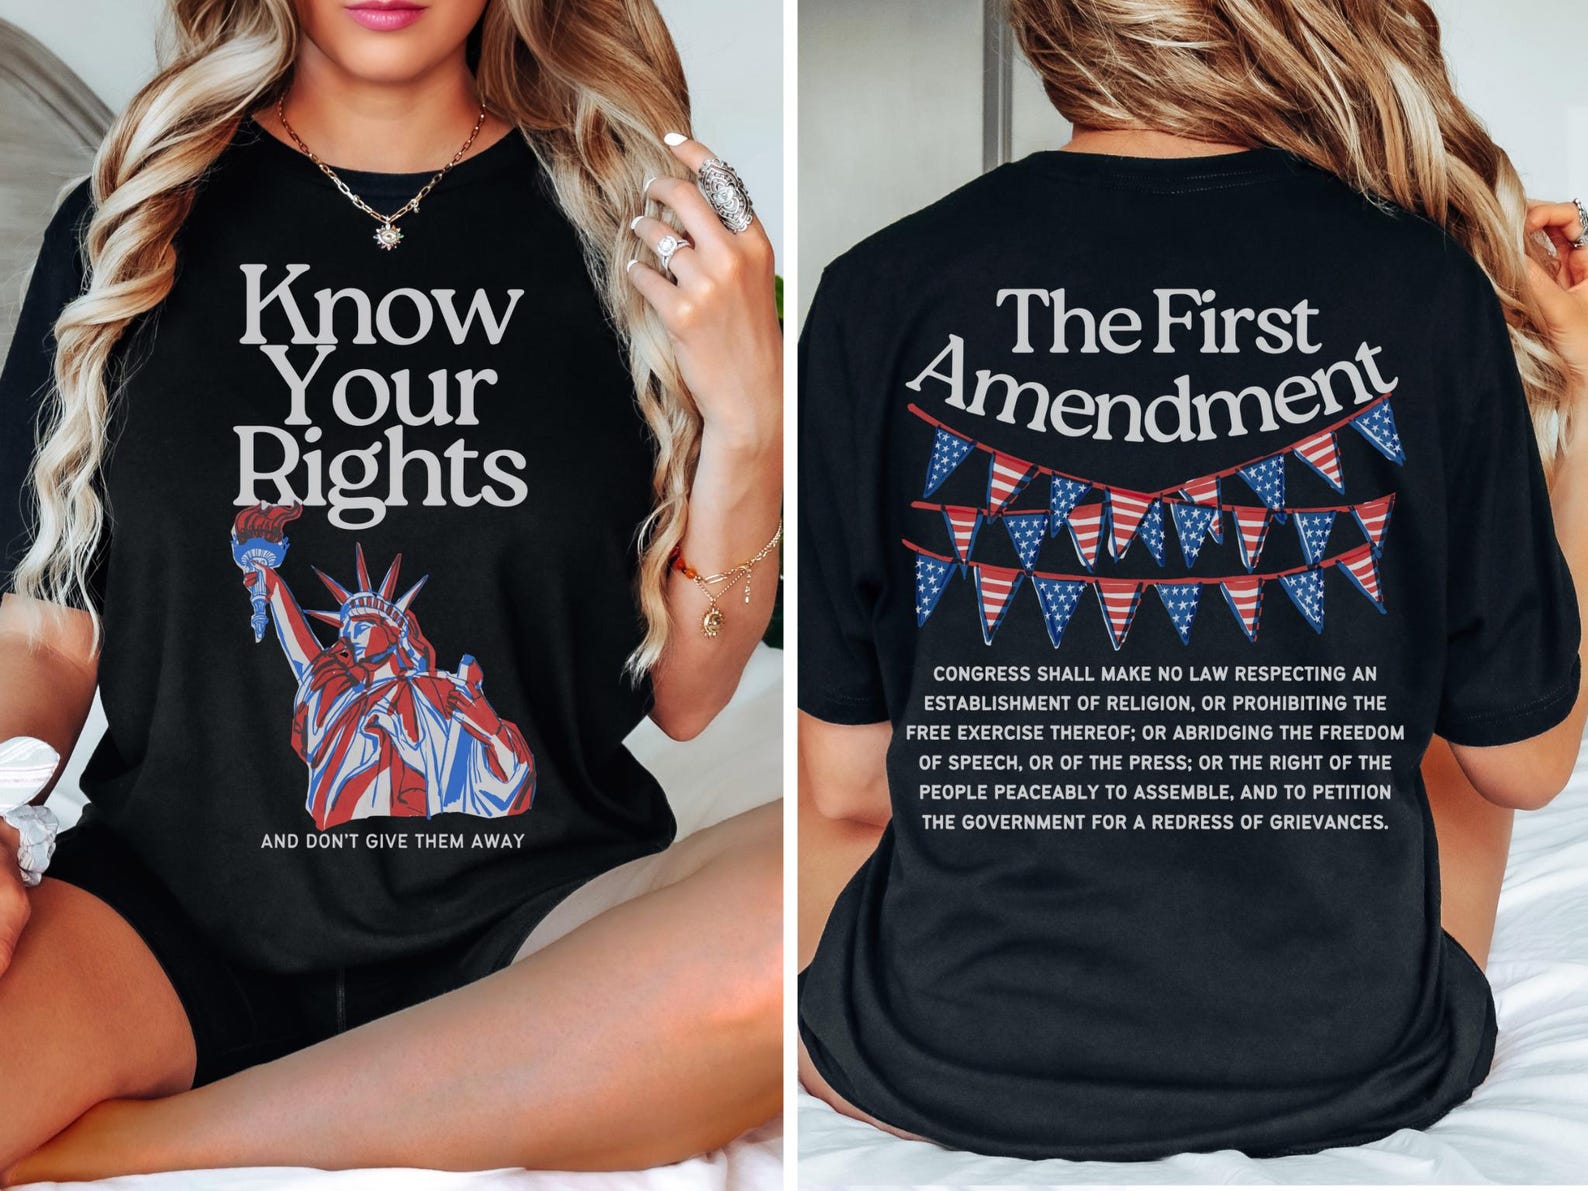 Know
Your
Rights
AND DON'T GIVE THEM AWAY
The First
Amendment
CONGRESS SHALL MAKE NO LAW RESPECTING AN
ESTABLISHMENT OF RELIGION, OR PROHIBITING THE
FREE EXERCISE THEREOF; OR ABRIDGING THE FREEDOM
OF SPEECH, OR OF THE PRESS; OR THE RIGHT OF THE
PEOPLE PEACEABLY TO ASSEMBLE, AND TO PETITION
THE GOVERNMENT FOR A REDRESS OF GRIEVANCES.